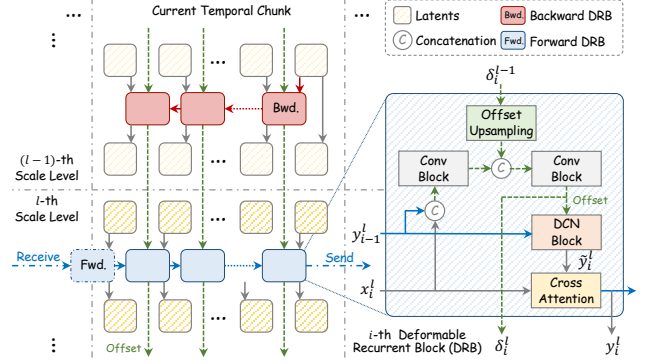 Current Temporal Chunk
...
...
Latents
Bwd.
Backward DRB
C
Concatenation
Fwd.
Forward DRB
...
...
Bwd.
...
(l − 1)-th
Scale Level
l-th
Scale Level
...
Receive
Fwd.
Send
...
Offset
δ_i^{l−1}
Offset
Upsampling
Conv
Block
C
Conv
Block
C
Offset
y_{i−1}^l
DCN
Block
ỹ_i^l
x_i^l
Cross
Attention
i-th Deformable
Recurrent Block (DRB)
δ_i^l
y_i^l